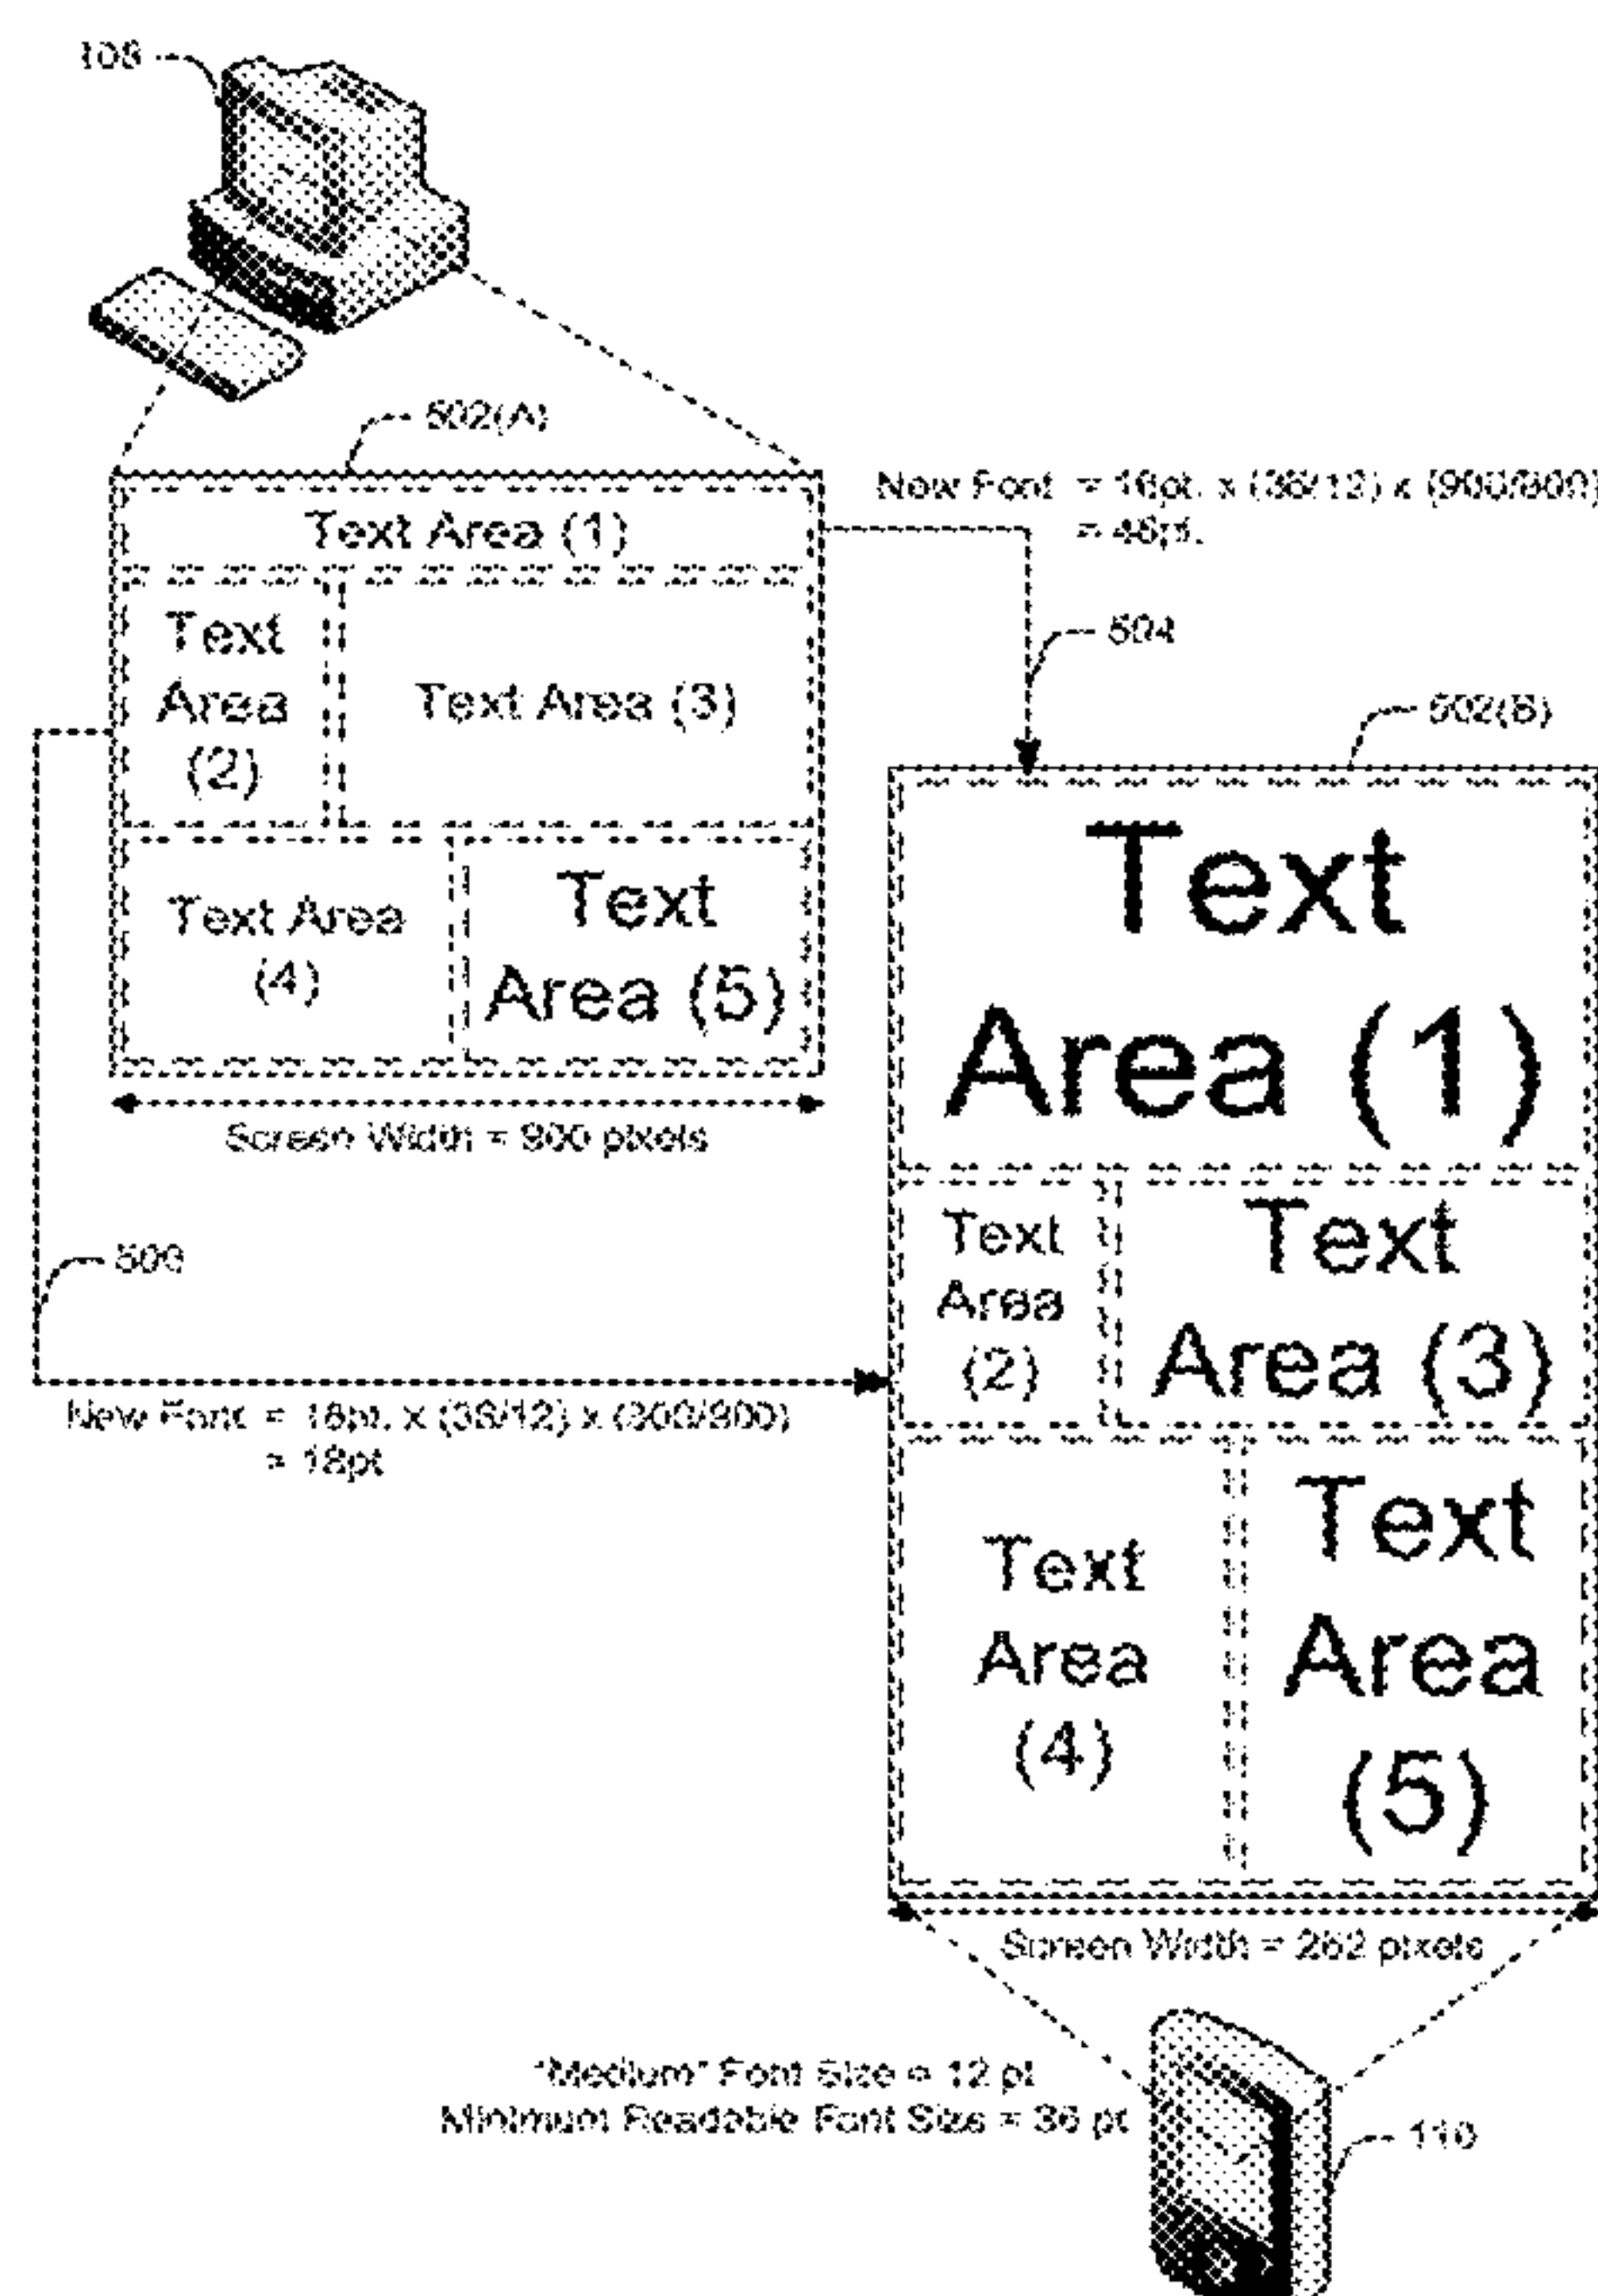 108
502(A)
New Font = 16pt. x (36/12) x (900/900)
= 48pt.
Text Area (1)
Text
Area
(2)
Text Area (3)
504
502(B)
Text Area
(4)
Text
Area (5)
Screen Width = 900 pixels
Text
Area (1)
Text
Area
(2)
Text
Area (3)
New Font = 18pt. x (36/12) x (300/900)
= 18pt
Text
Area
(4)
Text
Area
(5)
Screen Width = 262 pixels
"Medium" Font Size = 12 pt
Minimum Readable Font Size = 36 pt
110